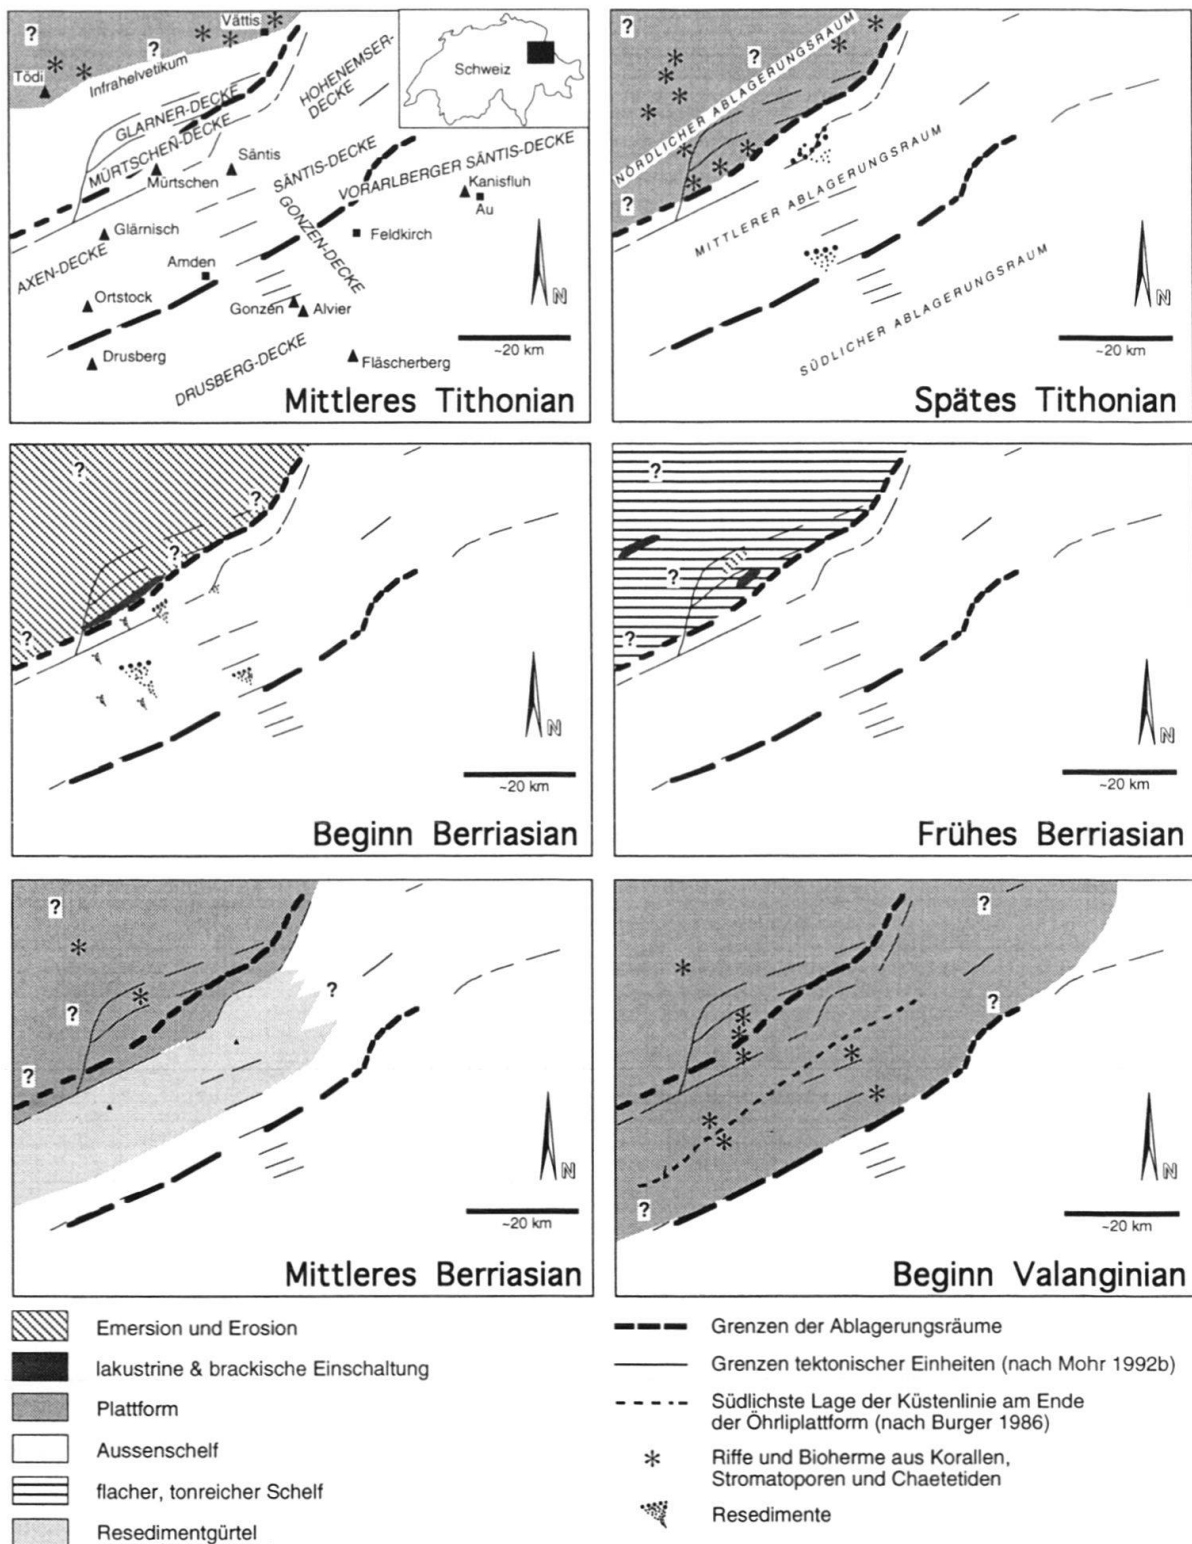 ?
Vättis
?
Tödi
Infrahelvetikum
GLARNER-DECKE
MÜRTSCHEN-DECKE
HOHENEMSER-
DECKE
Schweiz
Mürtschen
Säntis
SÄNTIS-DECKE
VORARLBERGER SÄNTIS-DECKE
Kanisfluh
Au
Glärnisch
GONZEN-DECKE
Feldkirch
AXEN-DECKE
Amden
Ortstock
Gonzen
Alvier
N
Drusberg
DRUSBERG-DECKE
Fläscherberg
~20 km
Mittleres Tithonian
?
?
NÖRDLICHER ABLAGERUNGSRAUM
?
MITTLERER ABLAGERUNGSRAUM
SÜDLICHER ABLAGERUNGSRAUM
N
~20 km
Spätes Tithonian
?
?
?
?
N
~20 km
Beginn Berriasian
?
?
?
?
N
~20 km
Frühes Berriasian
?
?
?
?
N
~20 km
Mittleres Berriasian
?
?
?
N
~20 km
Beginn Valanginian
Emersion und Erosion
lakustrine & brackische Einschaltung
Plattform
Aussenschelf
flacher, tonreicher Schelf
Resedimentgürtel
Grenzen der Ablagerungsräume
Grenzen tektonischer Einheiten (nach Mohr 1992b)
Südlichste Lage der Küstenlinie am Ende
der Öhrliplattform (nach Burger 1986)
Riffe und Bioherme aus Korallen,
Stromatoporen und Chaetetiden
Resedimente